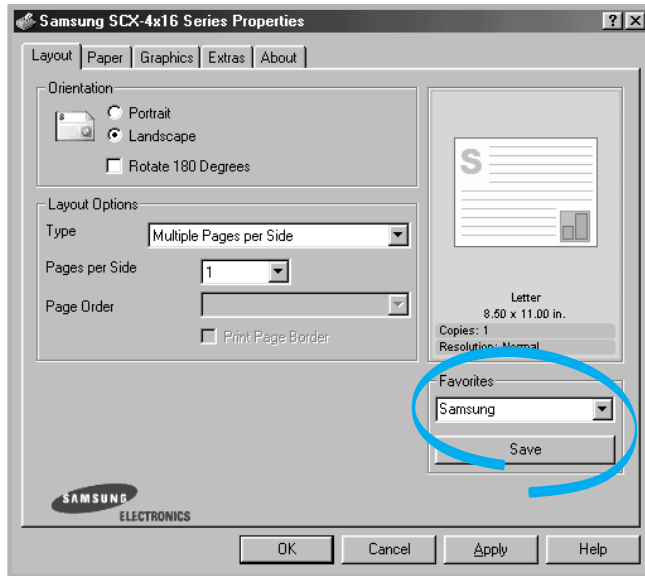 Samsung SCX-4x16 Series Properties
Layout Paper Graphics Extras About
Orientation
Portrait
Landscape
Rotate 180 Degrees
Layout Options
Type Multiple Pages per Side
Pages per Side 1
Page Order
Print Page Border
S
Letter
8.50 x 11.00 in.
Copies: 1
Resolution: Normal
Favorites
Samsung
Save
SAMSUNG
ELECTRONICS
OK Cancel Apply Help